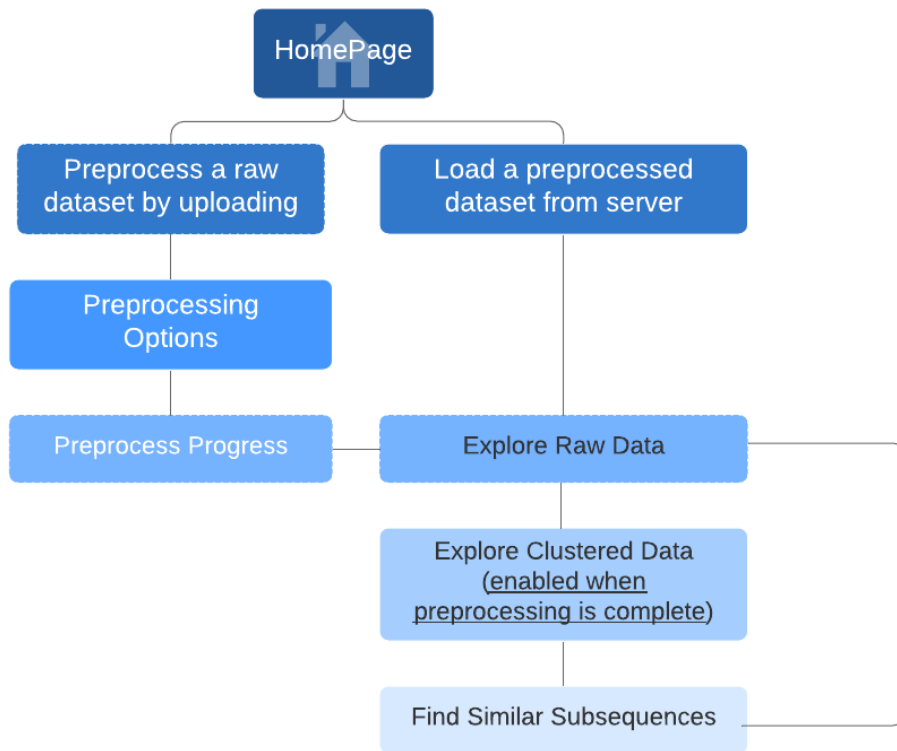 HomePage
Preprocess a raw
dataset by uploading
Load a preprocessed
dataset from server
Preprocessing
Options
Preprocess Progress
Explore Raw Data
Explore Clustered Data
(enabled when
preprocessing is complete)
Find Similar Subsequences